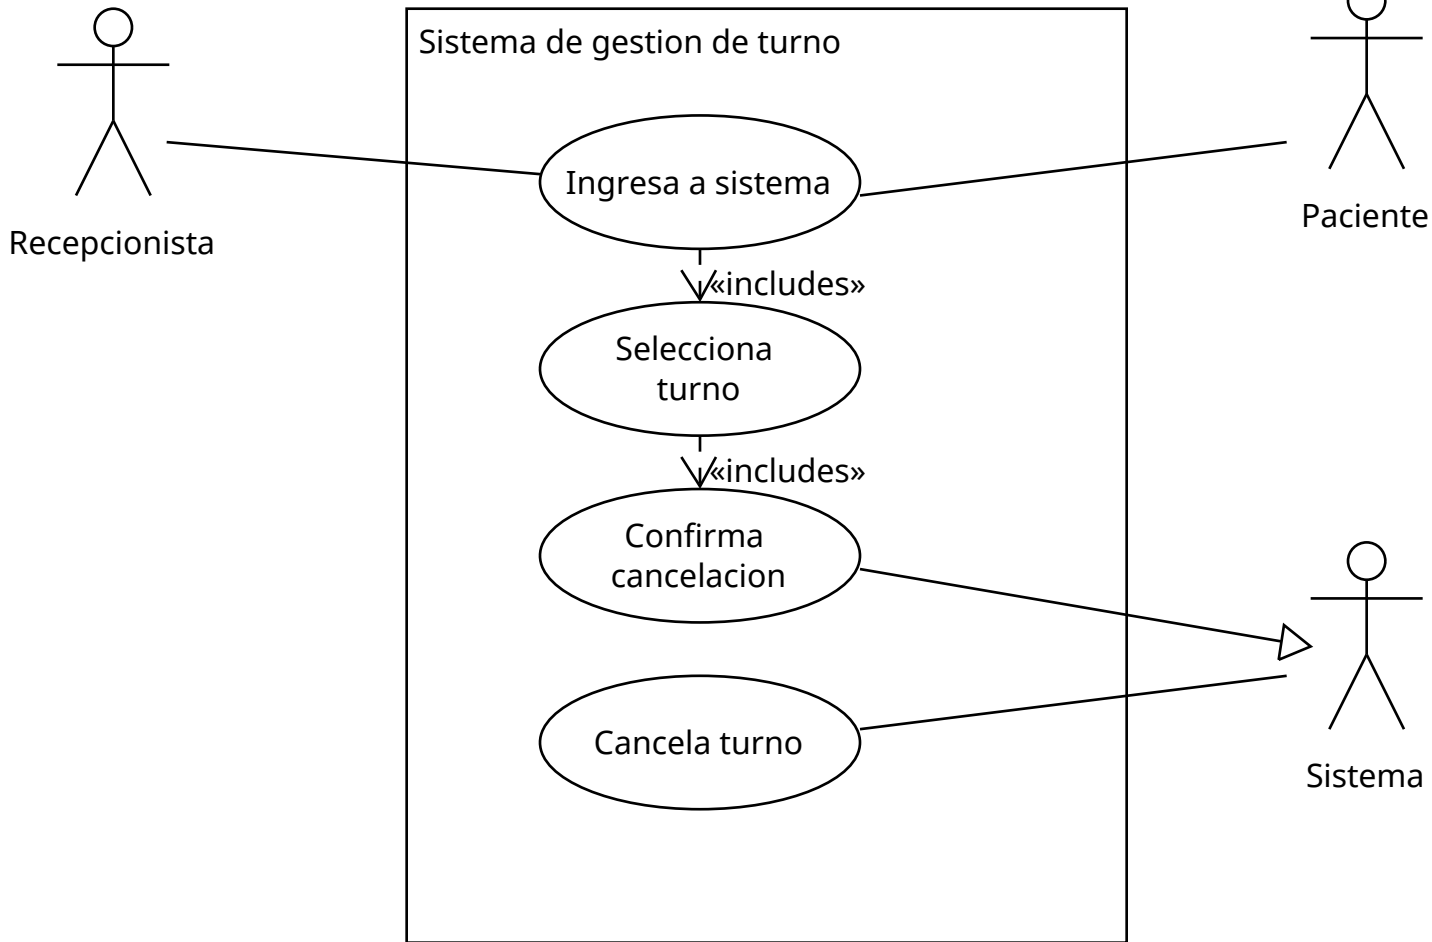 Sistema de gestion de turno
Ingresa a sistema
Recepcionista
Paciente
«includes»
Selecciona
turno
«includes»
Confirma
cancelacion
Cancela turno
Sistema